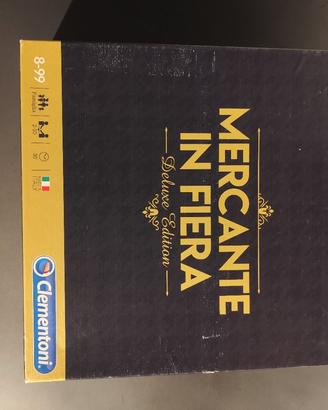 MERCANTE
IN FIERA
Deluxe Edition
8-99
Clementoni